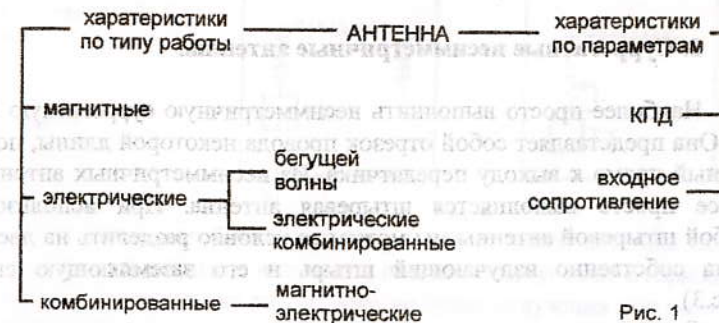 харатеристики
по типу работы
АНТЕННА
харатеристики
по параметрам
магнитные
КПД
электрические
бегущей
волны
электрические
комбинированные
входное
сопротивление
комбинированные
магнитно-
электрические
Рис. 1